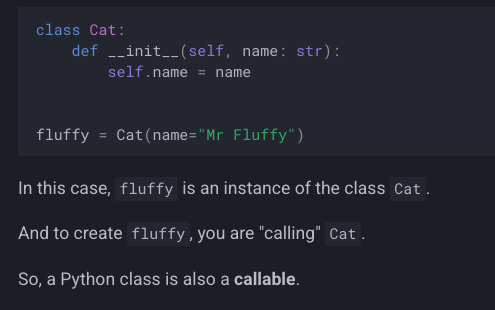 class Cat:
    def __init__(self, name: str):
        self.name = name
fluffy = Cat(name="Mr Fluffy")
In this case, fluffy is an instance of the class Cat.
And to create fluffy, you are "calling" Cat.
So, a Python class is also a callable.